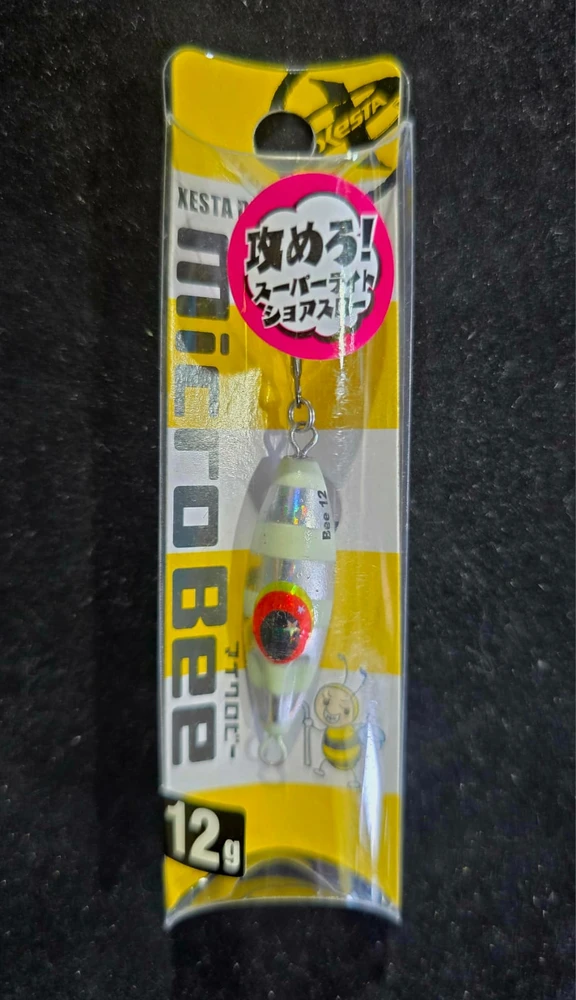 XESTA
XESTA
攻めろ!
スーパーライト
ショアスロー
micro Bee
マイクロビー
Bee 12
12g